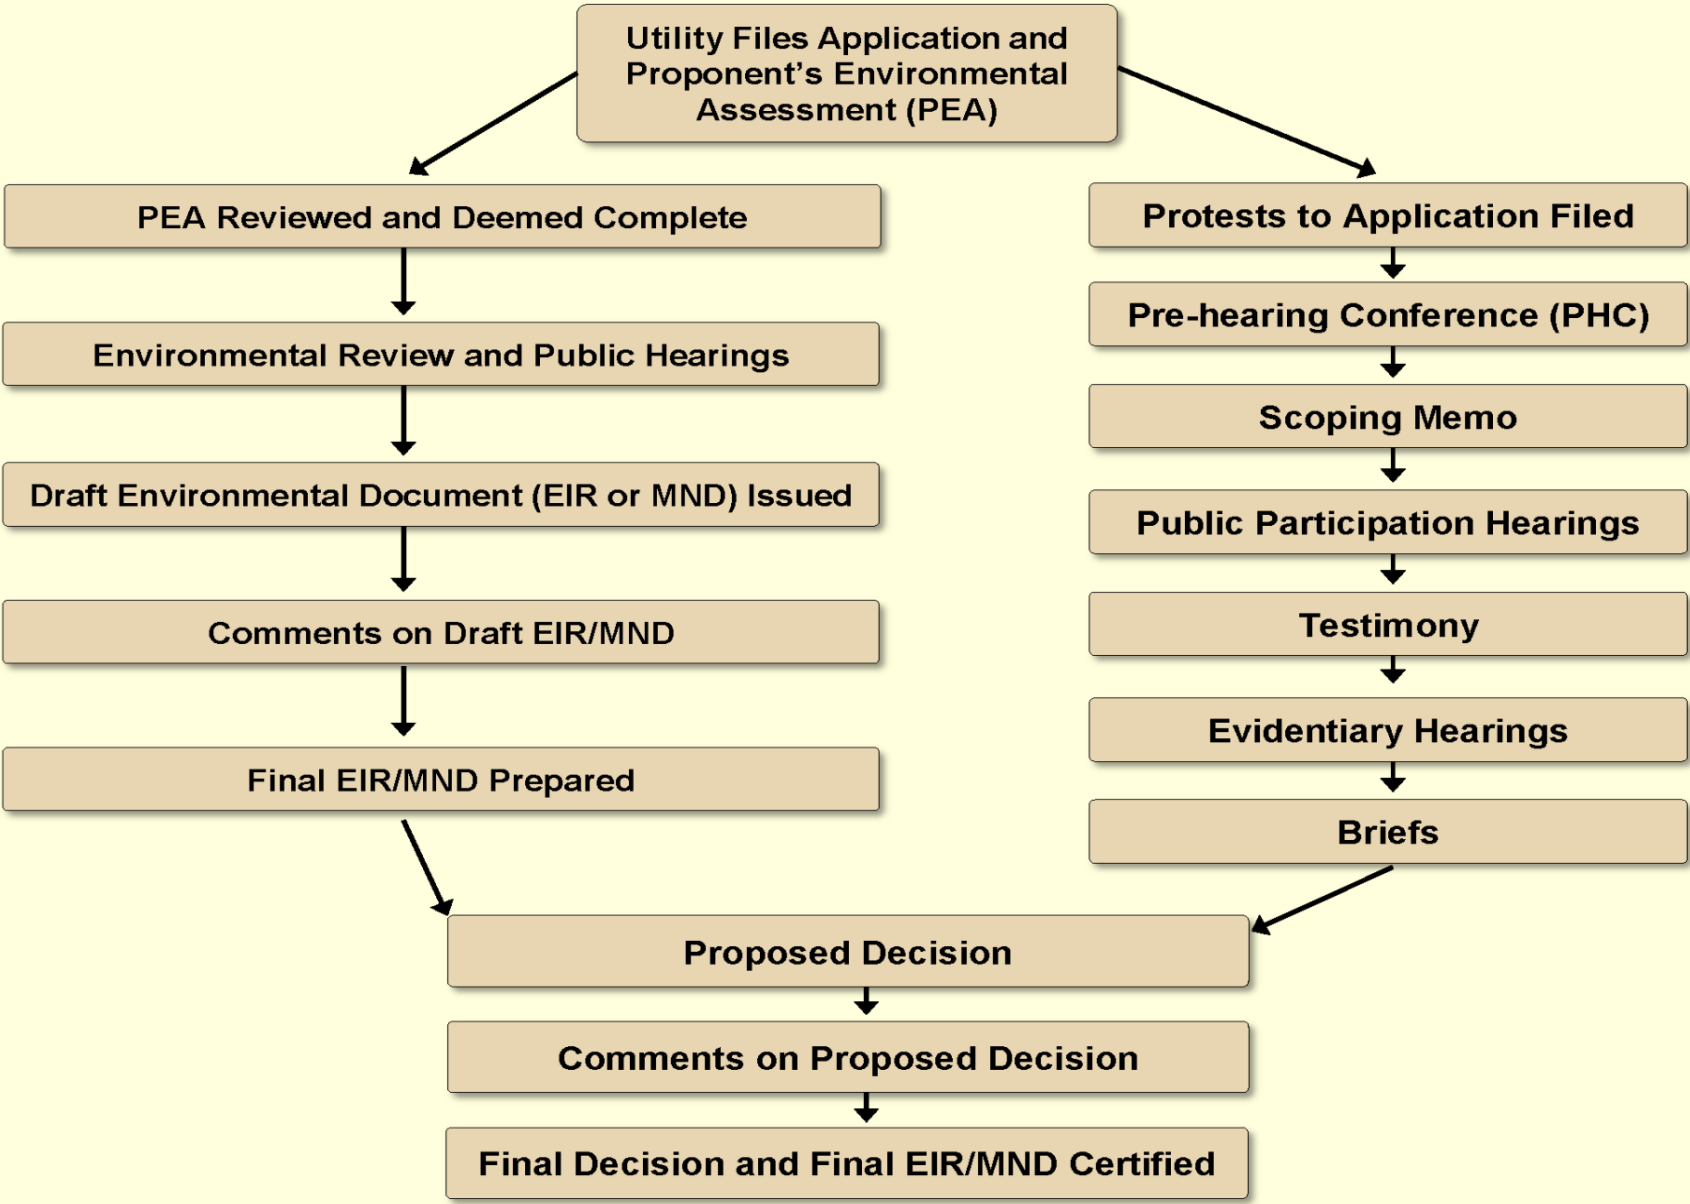 Utility Files Application and
Proponent's Environmental
Assessment (PEA)
PEA Reviewed and Deemed Complete
Environmental Review and Public Hearings
Draft Environmental Document (EIR or MND) Issued
Comments on Draft EIR/MND
Final EIR/MND Prepared
Protests to Application Filed
Pre-hearing Conference (PHC)
Scoping Memo
Public Participation Hearings
Testimony
Evidentiary Hearings
Briefs
Proposed Decision
Comments on Proposed Decision
Final Decision and Final EIR/MND Certified